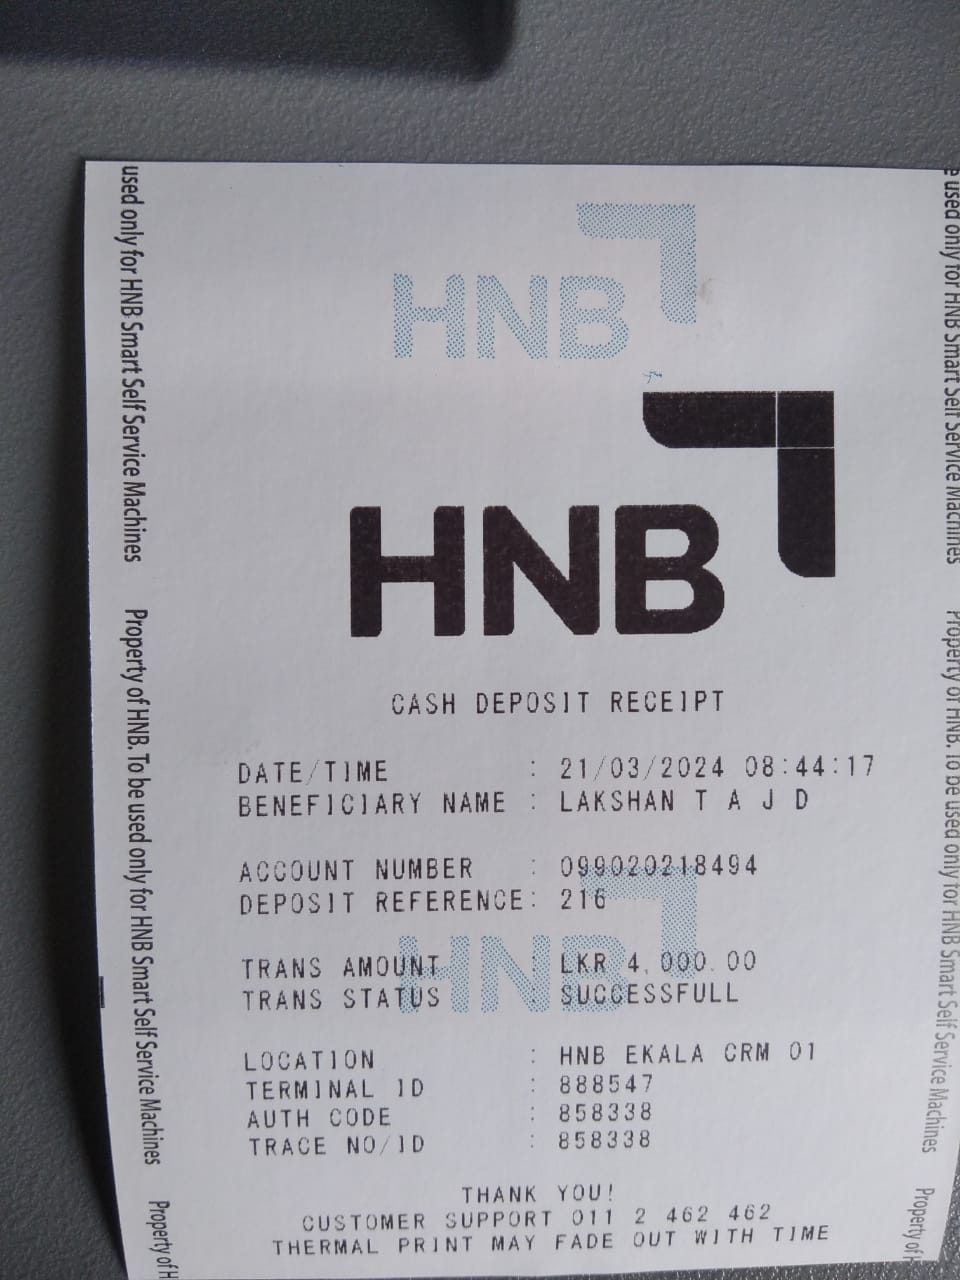 HNB
HNB
CASH DEPOSIT RECEIPT
DATE/TIME : 21/03/2024 08:44:17
BENEFICIARY NAME : LAKSHAN T A J D
ACCOUNT NUMBER : 099020218494
DEPOSIT REFERENCE: 216
HNB
TRANS AMOUNT : LKR 4,000.00
TRANS STATUS : SUCCESSFULL
LOCATION : HNB EKALA CRM 01
TERMINAL ID : 888547
AUTH CODE : 858338
TRACE NO/ID : 858338
THANK YOU!
CUSTOMER SUPPORT 011 2 462 462
THERMAL PRINT MAY FADE OUT WITH TIME
used only for HNB Smart Self Service Machines
Property of HNB. To be used only for HNB Smart Self Service Machines
Property of H
used only for HNB Smart Self Service Machines
Property of HNB. To be used only for HNB Smart Self Service Machines
Property of H